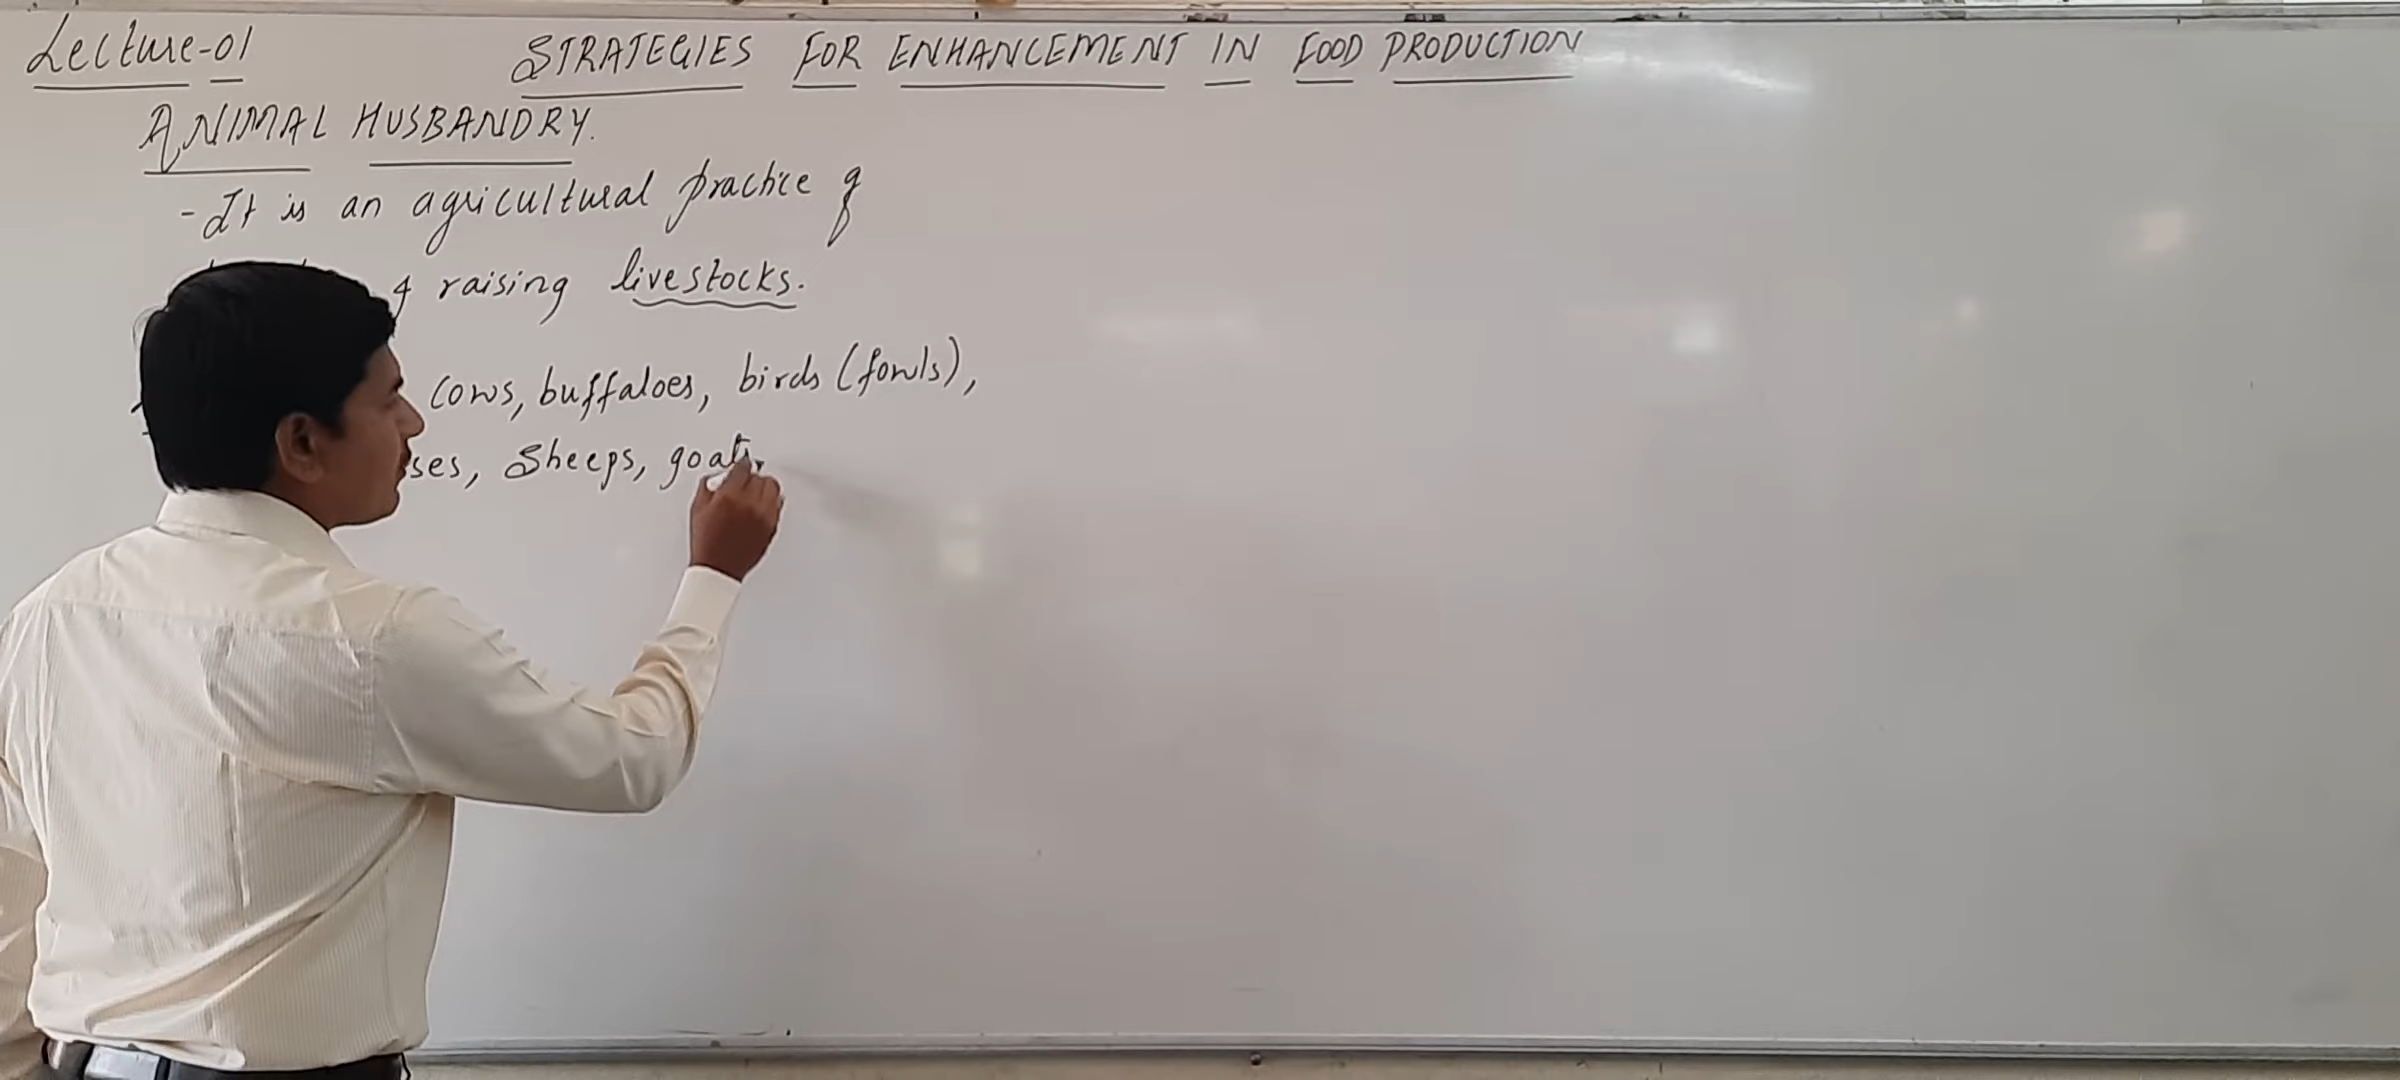 Lecture-01 STRATEGIES FOR ENHANCEMENT IN FOOD PRODUCTION
ANIMAL HUSBANDRY.
- It is an agricultural practice of
& raising livestocks.
cows, buffaloes, birds (fowls),
ses, Sheeps, goats,